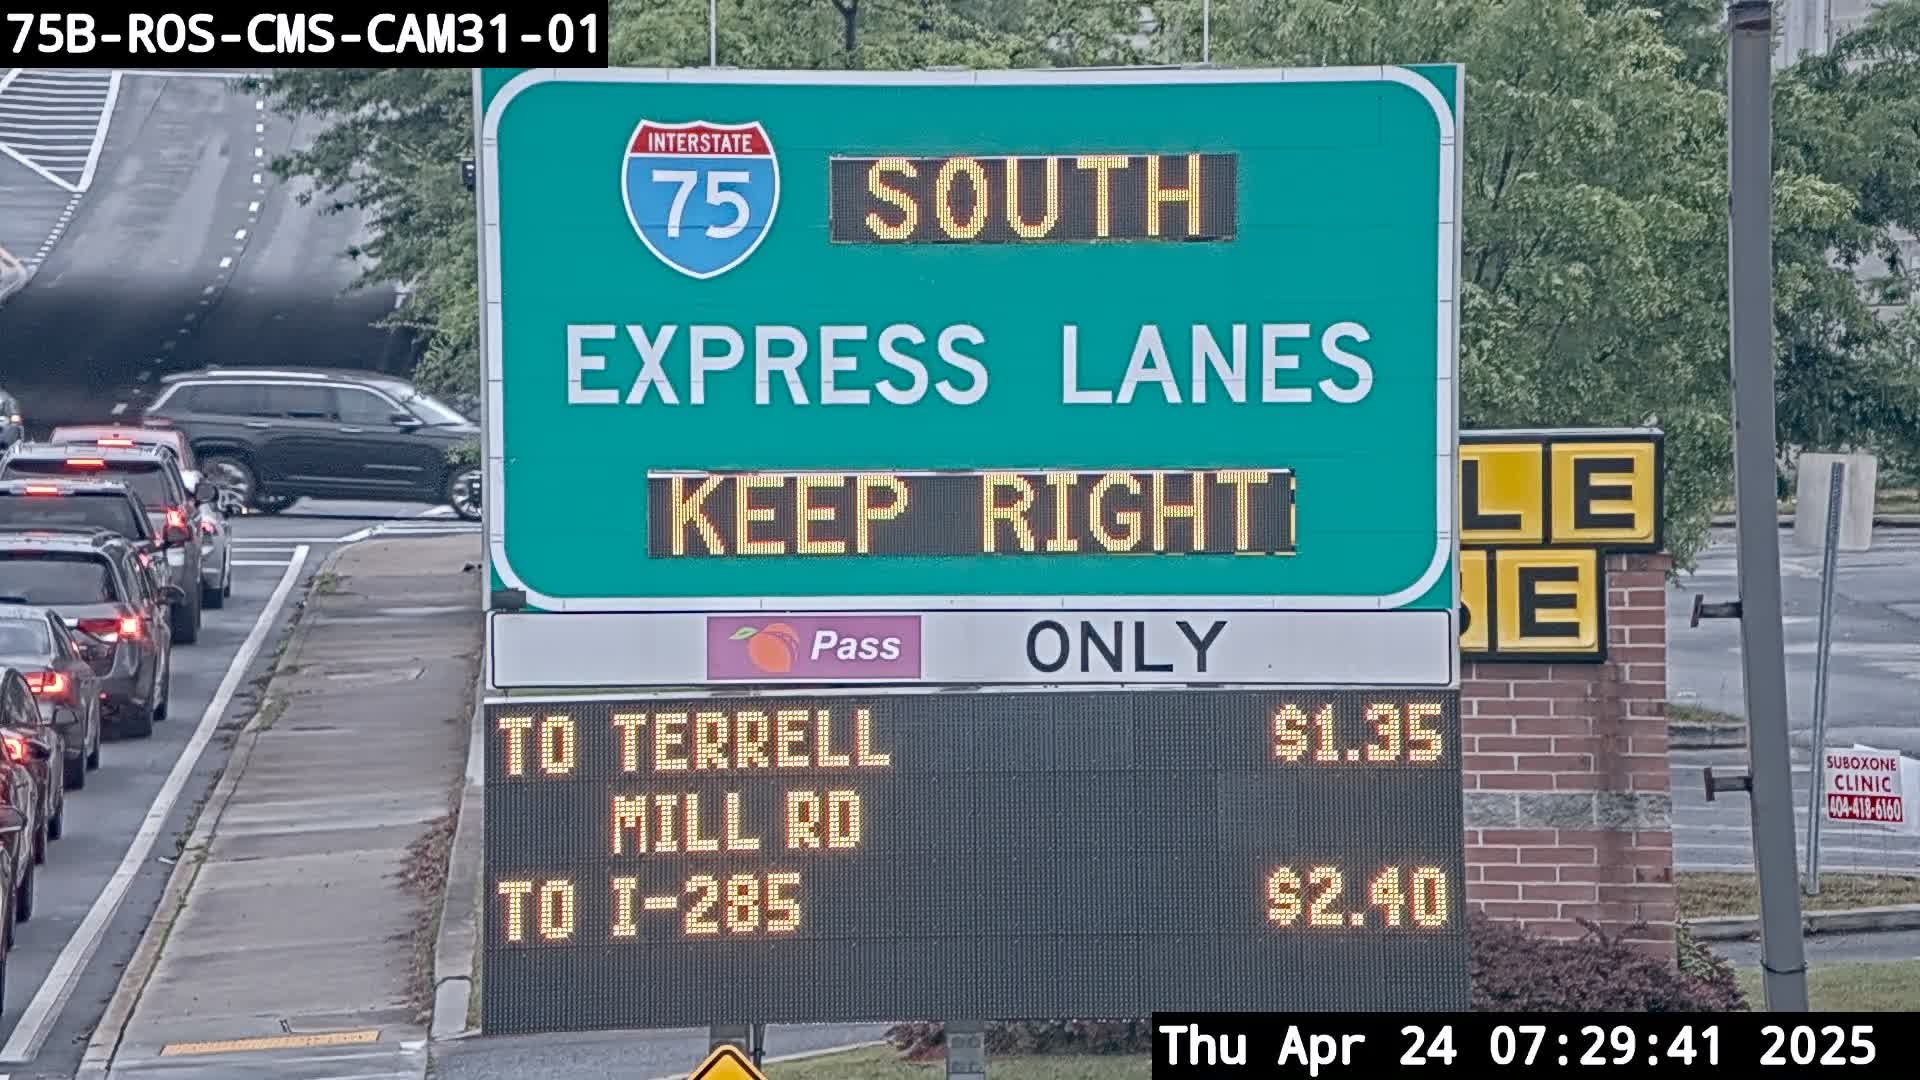 75B-ROS-CMS-CAM31-01
INTERSTATE
75
SOUTH
EXPRESS LANES
KEEP RIGHT
Pass ONLY
TO TERRELL $1.35
MILL RD
TO I-285 $2.40
LE
E
SUBOXONE
CLINIC
404-418-6160
Thu Apr 24 07:29:41 2025